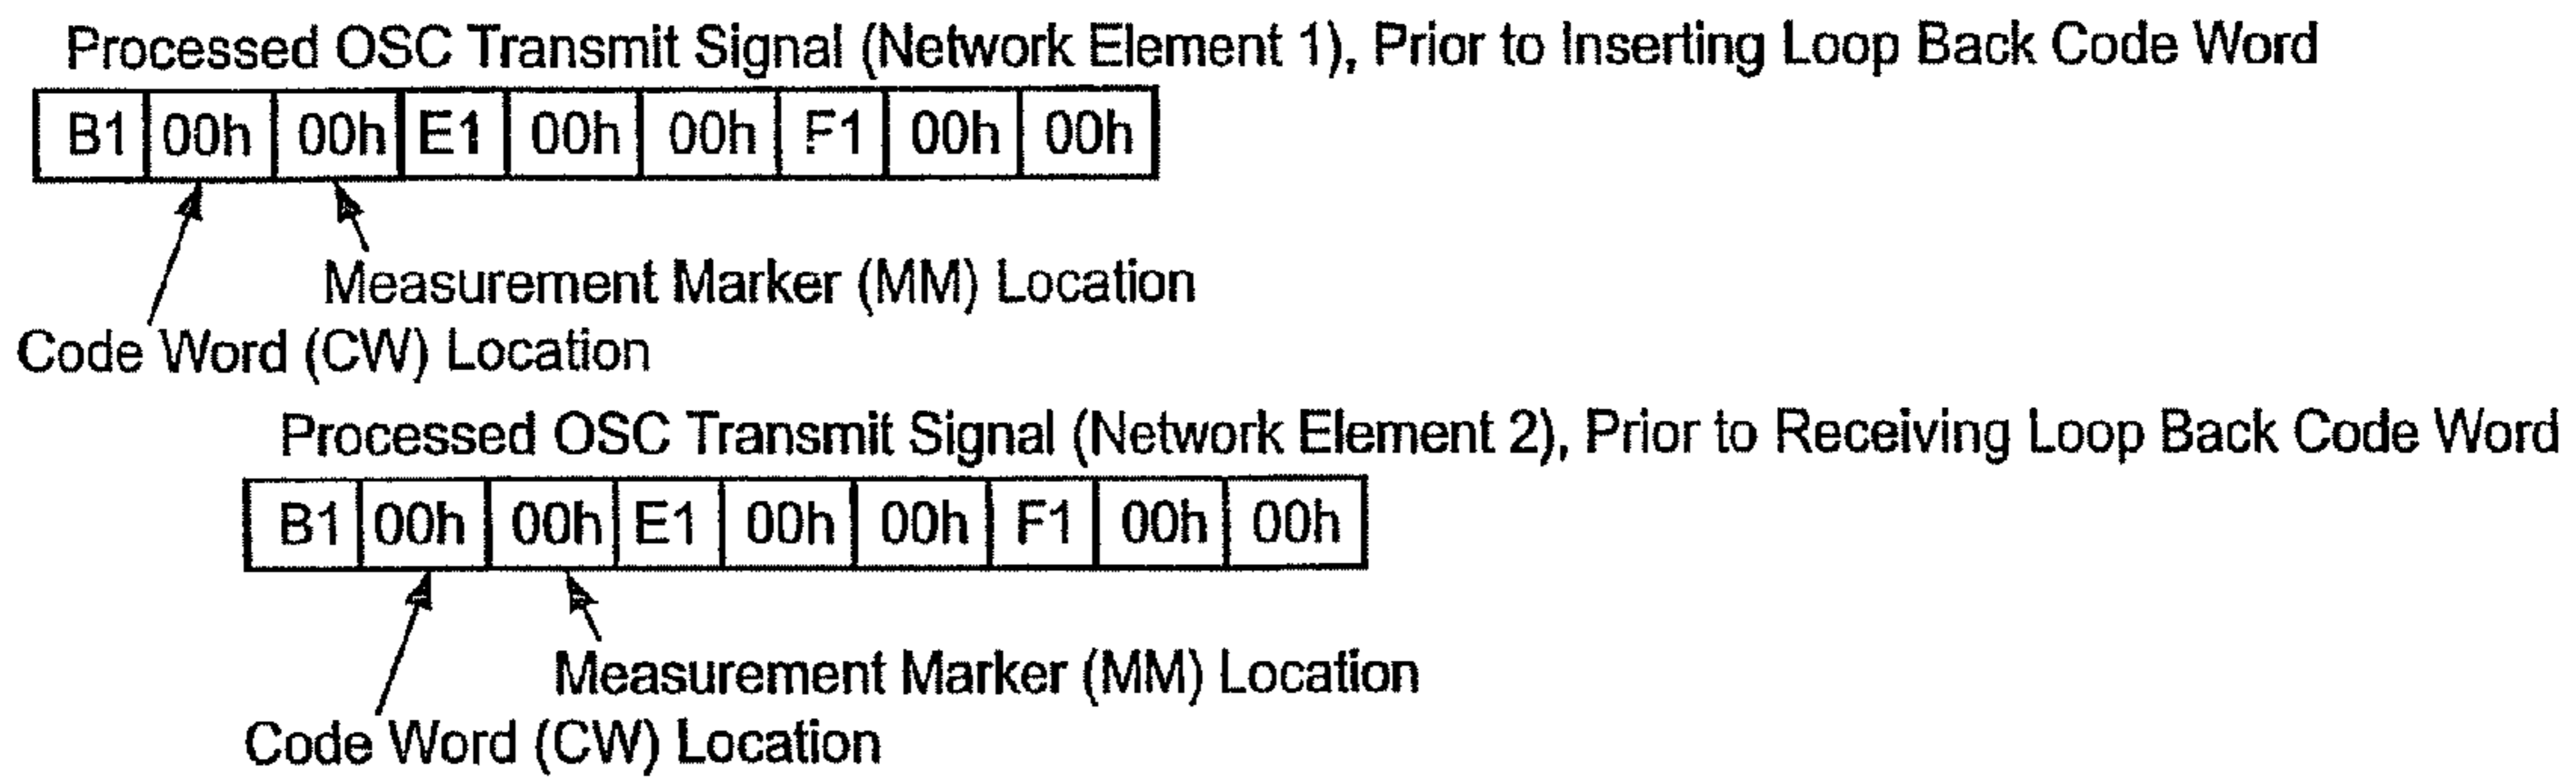 Processed OSC Transmit Signal (Network Element 1), Prior to Inserting Loop Back Code Word
B1 00h 00h E1 00h 00h F1 00h 00h
Measurement Marker (MM) Location
Code Word (CW) Location
Processed OSC Transmit Signal (Network Element 2), Prior to Receiving Loop Back Code Word
B1 00h 00h E1 00h 00h F1 00h 00h
Measurement Marker (MM) Location
Code Word (CW) Location